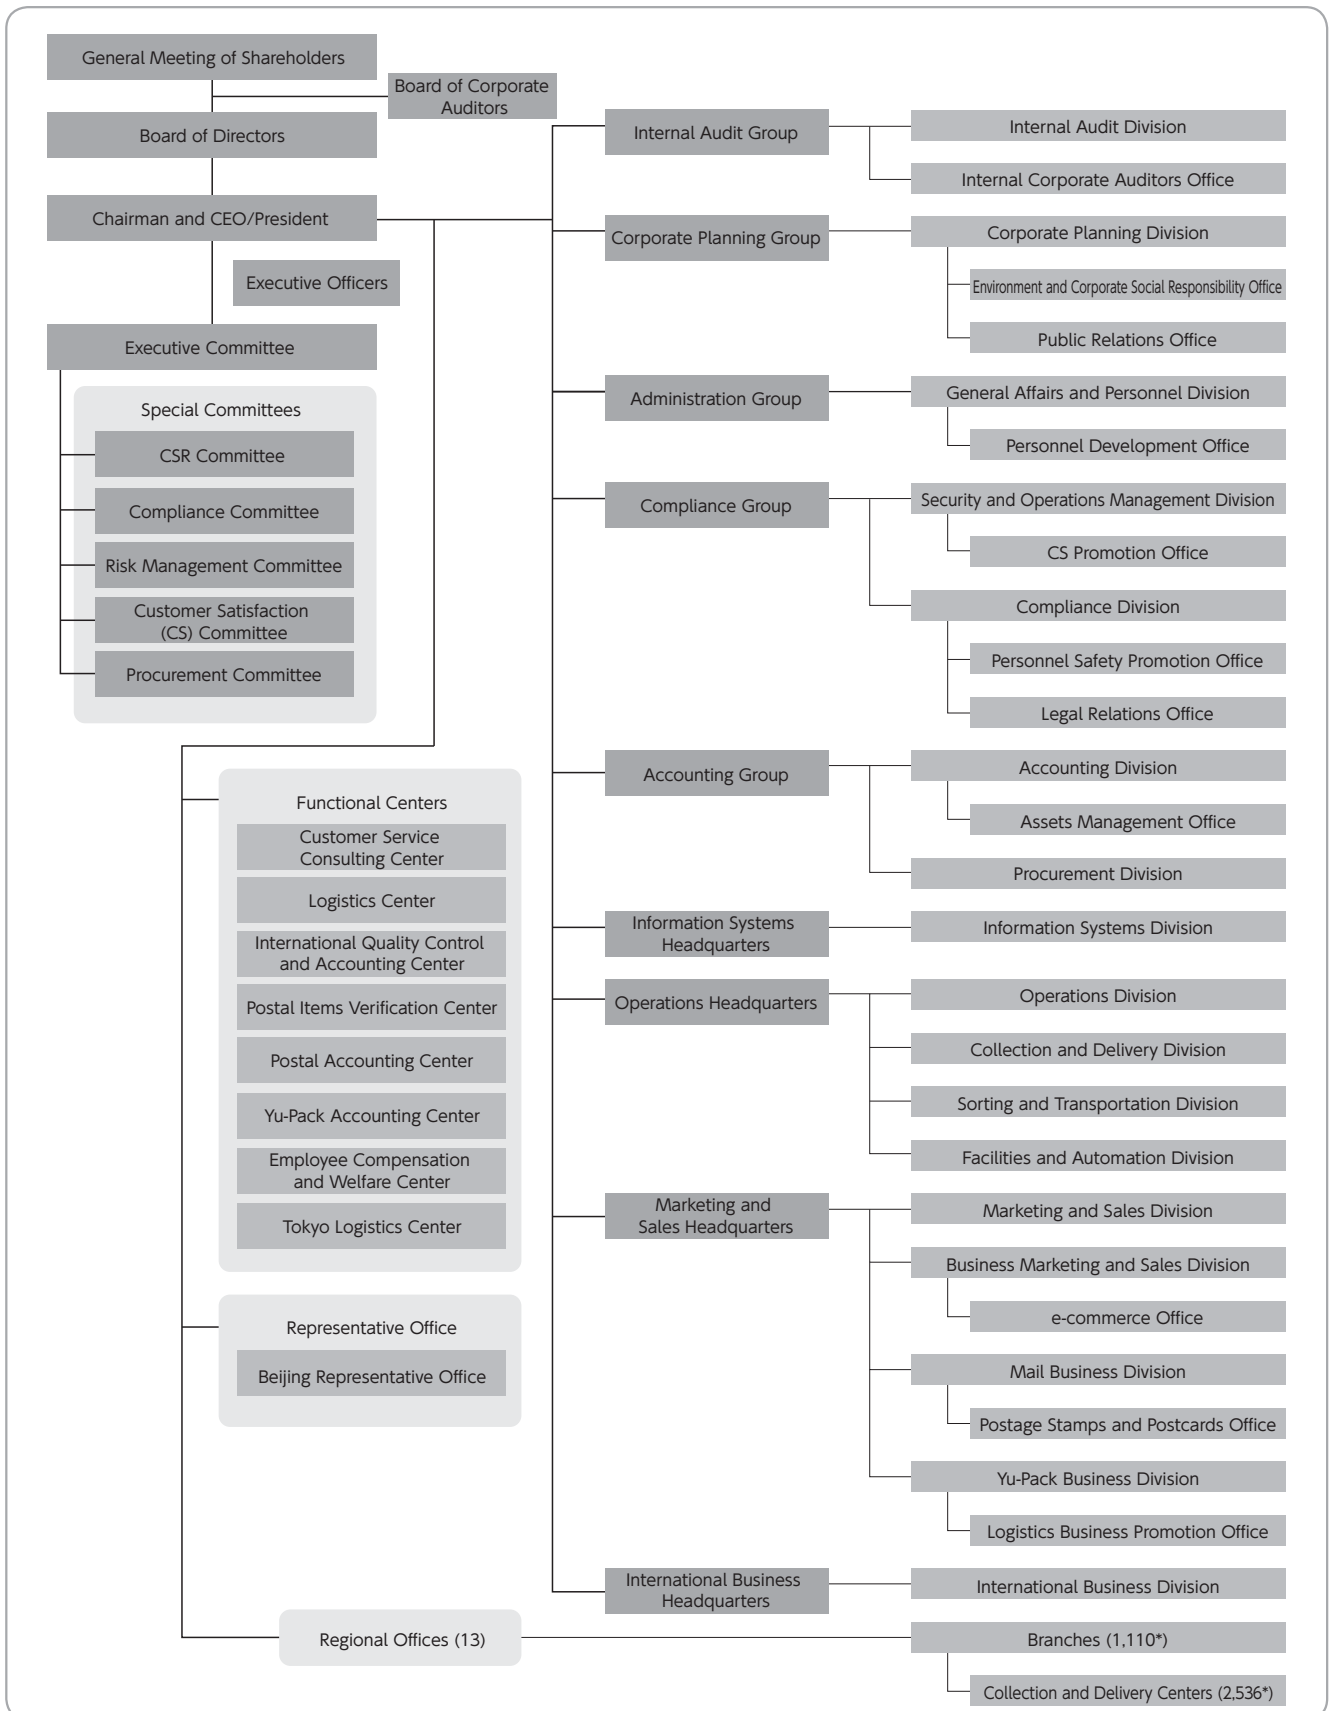 General Meeting of Shareholders
Board of Corporate
Auditors
Board of Directors
Chairman and CEO/President
Executive Officers
Executive Committee
Special Committees
CSR Committee
Compliance Committee
Risk Management Committee
Customer Satisfaction
(CS) Committee
Procurement Committee
Functional Centers
Customer Service
Consulting Center
Logistics Center
International Quality Control
and Accounting Center
Postal Items Verification Center
Postal Accounting Center
Yu-Pack Accounting Center
Employee Compensation
and Welfare Center
Tokyo Logistics Center
Representative Office
Beijing Representative Office
Regional Offices (13)
Internal Audit Group
Internal Audit Division
Internal Corporate Auditors Office
Corporate Planning Group
Corporate Planning Division
Environment and Corporate Social Responsibility Office
Public Relations Office
Administration Group
General Affairs and Personnel Division
Personnel Development Office
Compliance Group
Security and Operations Management Division
CS Promotion Office
Compliance Division
Personnel Safety Promotion Office
Legal Relations Office
Accounting Group
Accounting Division
Assets Management Office
Procurement Division
Information Systems
Headquarters
Information Systems Division
Operations Headquarters
Operations Division
Collection and Delivery Division
Sorting and Transportation Division
Facilities and Automation Division
Marketing and
Sales Headquarters
Marketing and Sales Division
Business Marketing and Sales Division
e-commerce Office
Mail Business Division
Postage Stamps and Postcards Office
Yu-Pack Business Division
Logistics Business Promotion Office
International Business
Headquarters
International Business Division
Branches (1,110*)
Collection and Delivery Centers (2,536*)